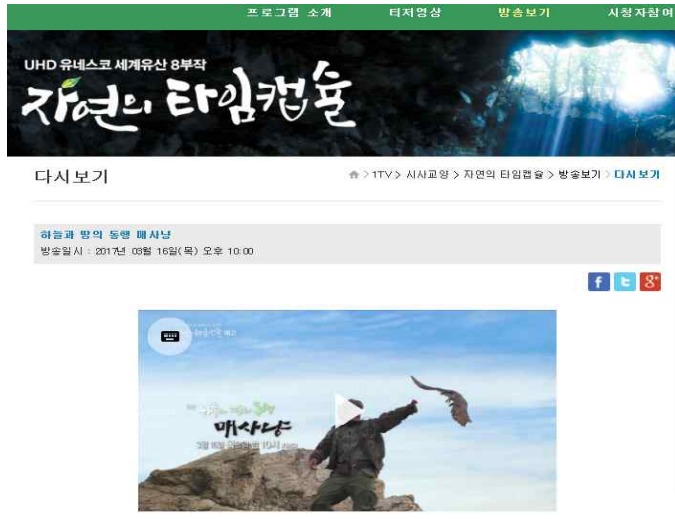 프로그램 소개 티저영상 방송보기 시청자참여
UHD 유네스코 세계유산 8부작
자연의 타임캡슐
다시보기
>1TV > 시사교양 > 자연의 타임캡슐 > 방송보기 > 다시보기
하늘과 땅의 동행 매사냥
방송일시 : 2017년 03월 16일(목) 오후 10:00
f t g+
매사냥